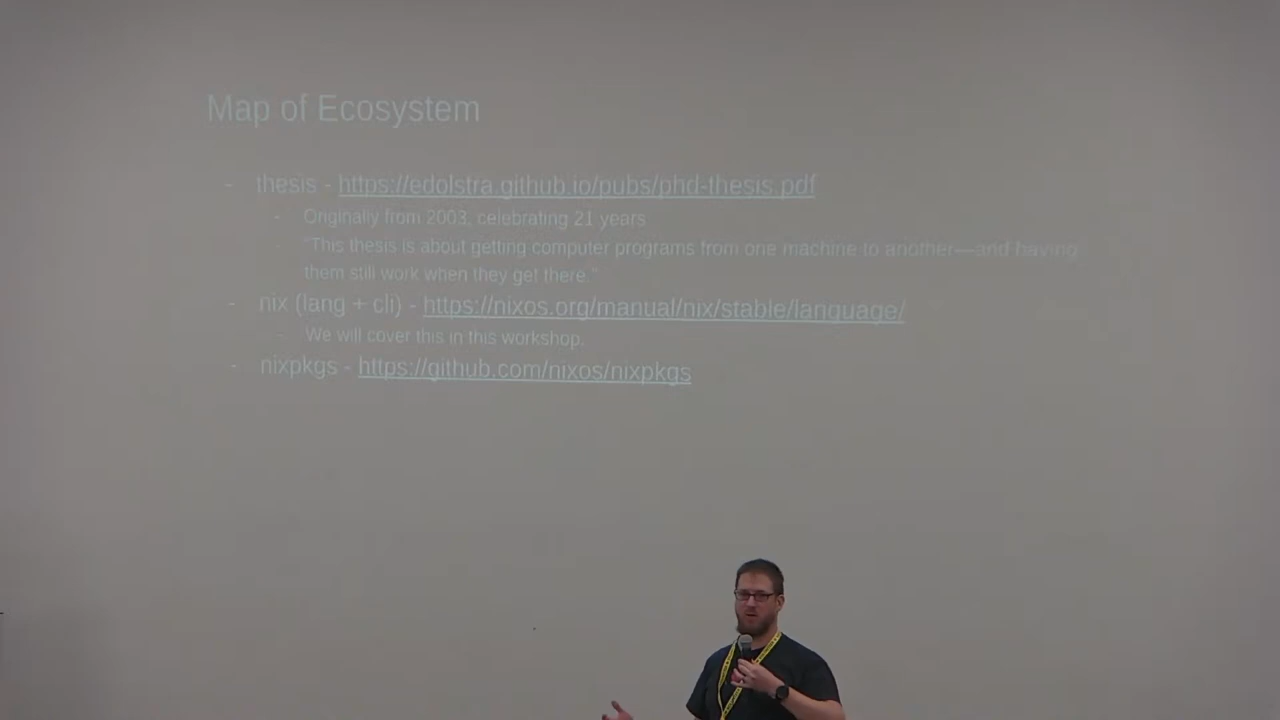 Map of Ecosystem
- thesis - https://edolstra.github.io/pubs/phd-thesis.pdf
- Originally from 2003, celebrating 21 years
- "This thesis is about getting computer programs from one machine to another—and having
them still work when they get there."
- nix (lang + cli) - https://nixos.org/manual/nix/stable/language/
- We will cover this in this workshop.
- nixpkgs - https://github.com/nixos/nixpkgs